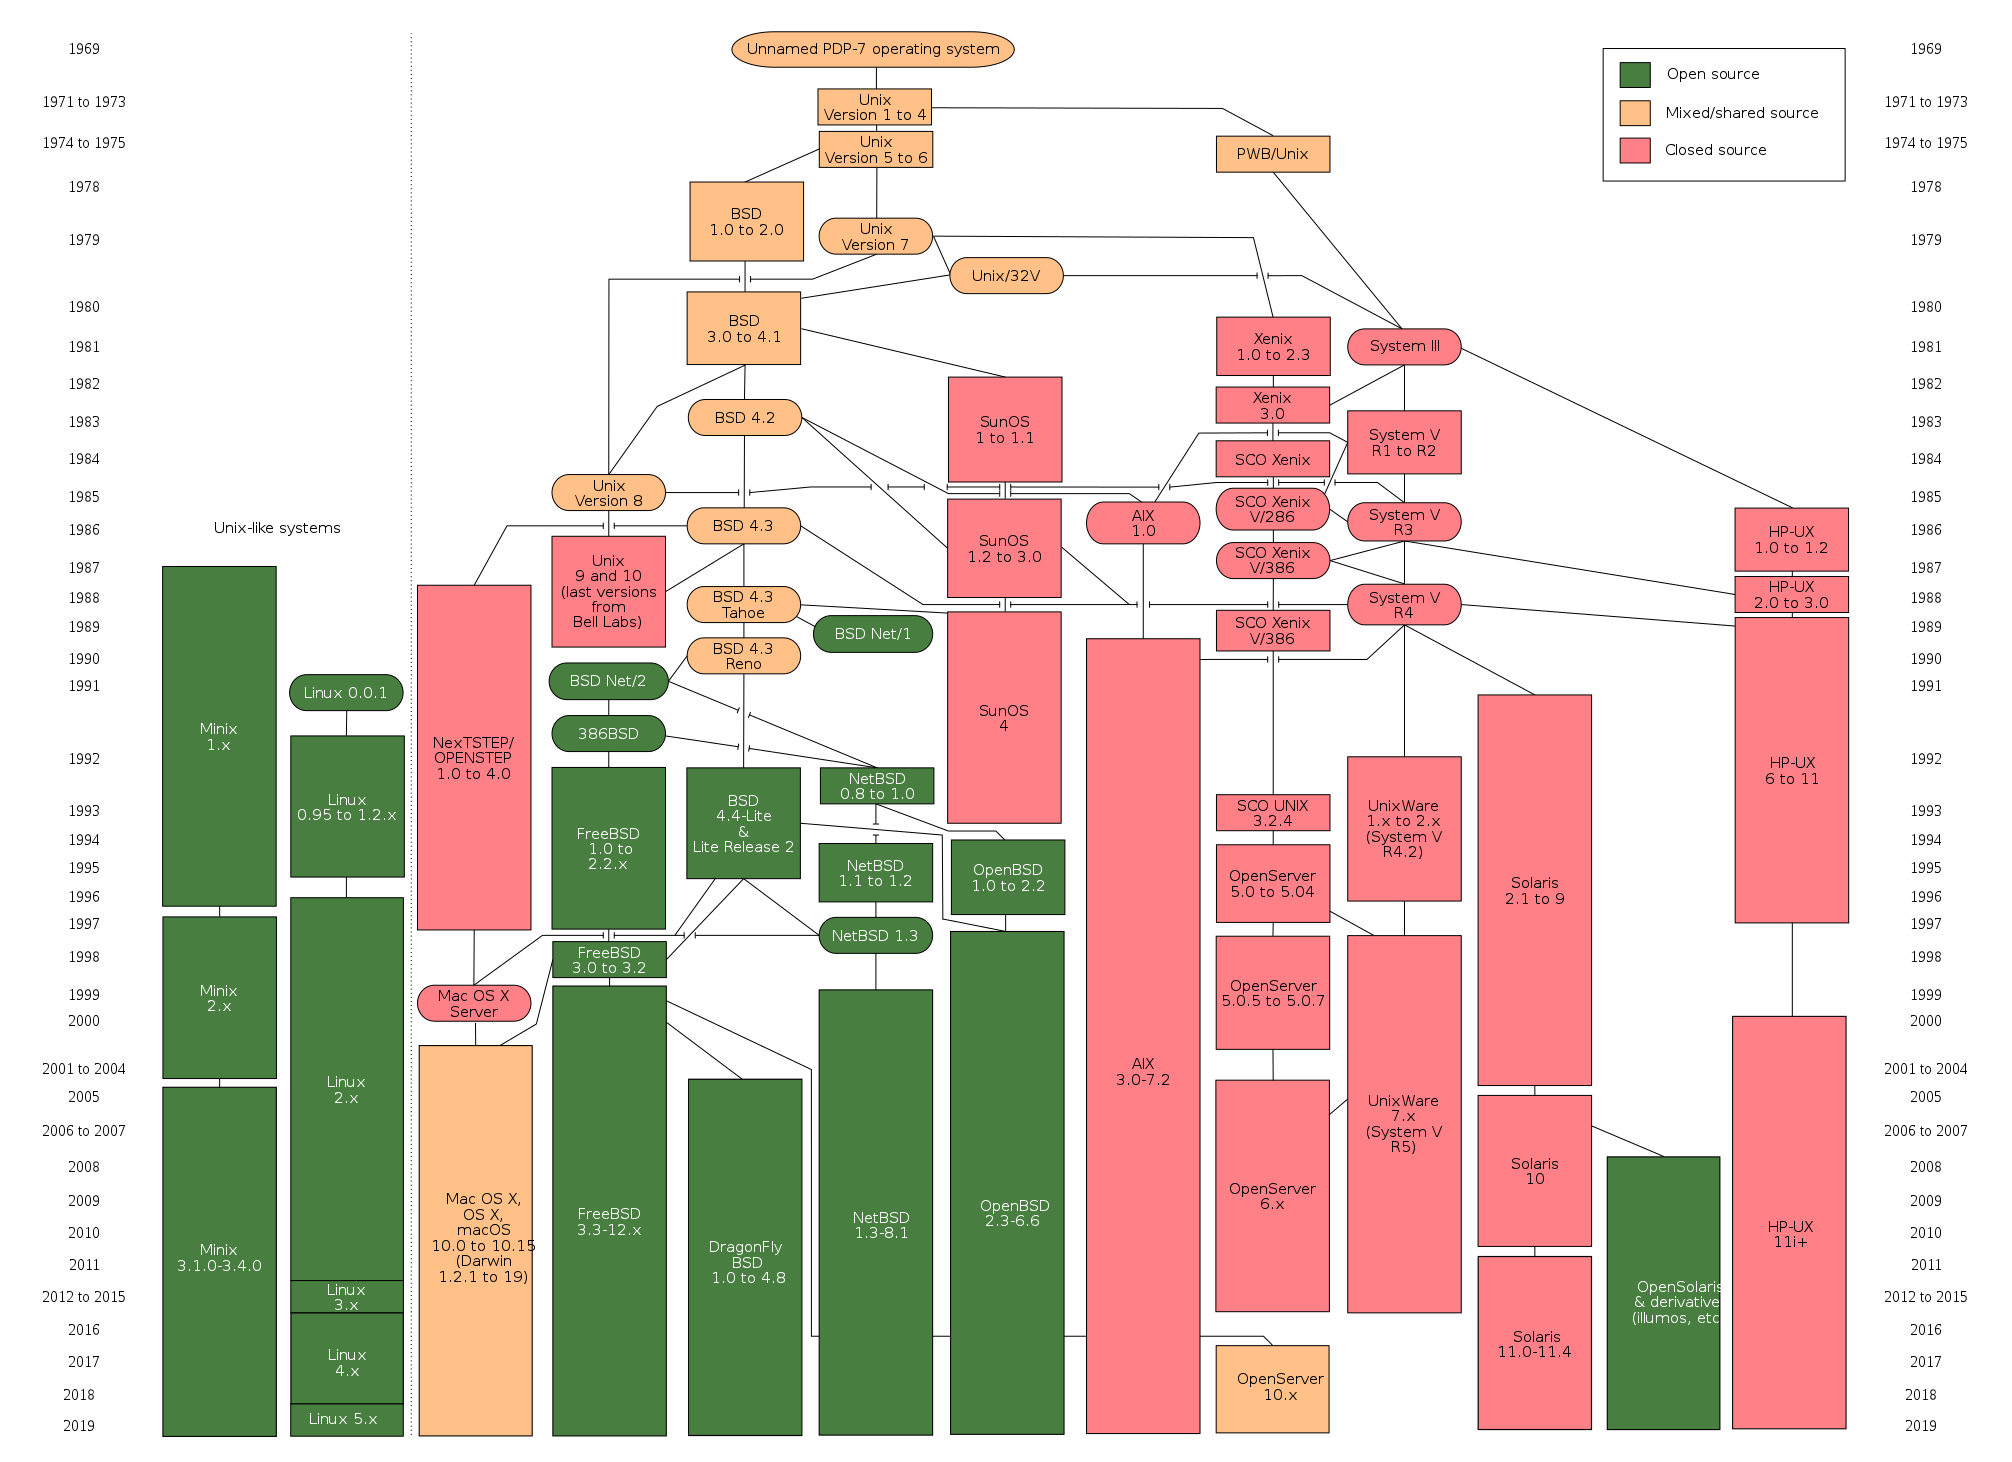 Unnamed PDP-7 operating system
1969
1969
Open source
Mixed/shared source
Closed source
1971 to 1973
Unix
Version 1 to 4
1971 to 1973
1974 to 1975
Unix
Version 5 to 6
PWB/Unix
1974 to 1975
1978
1978
BSD
1.0 to 2.0
Unix
Version 7
1979
1979
Unix/32V
1980
1980
BSD
3.0 to 4.1
Xenix
1.0 to 2.3
System III
1981
1981
1982
1982
Xenix
3.0
BSD 4.2
SunOS
1 to 1.1
1983
1983
System V
R1 to R2
SCO Xenix
1984
1984
Unix
Version 8
1985
1985
SCO Xenix
V/286
AIX
1.0
System V
R3
BSD 4.3
Unix-like systems
1986
1986
HP-UX
1.0 to 1.2
SunOS
1.2 to 3.0
SCO Xenix
V/386
Unix
9 and 10
(last versions
from
Bell Labs)
1987
1987
HP-UX
2.0 to 3.0
1988
1988
BSD 4.3
Tahoe
System V
R4
1989
1989
BSD Net/1
SCO Xenix
V/386
BSD 4.3
Reno
1990
1990
BSD Net/2
1991
1991
Linux 0.0.1
SunOS
4
Minix
1.x
386BSD
NexTSTEP/
OPENSTEP
1.0 to 4.0
1992
1992
HP-UX
6 to 11
NetBSD
0.8 to 1.0
Linux
0.95 to 1.2.x
BSD
4.4-Lite
&
Lite Release 2
SCO UNIX
3.2.4
UnixWare
1.x to 2.x
(System V
R4.2)
1993
1993
FreeBSD
1.0 to
2.2.x
1994
1994
1995
1995
NetBSD
1.1 to 1.2
OpenBSD
1.0 to 2.2
OpenServer
5.0 to 5.04
Solaris
2.1 to 9
1996
1996
1997
1997
NetBSD 1.3
FreeBSD
3.0 to 3.2
1998
1998
Minix
2.x
Mac OS X
Server
OpenServer
5.0.5 to 5.0.7
1999
1999
2000
2000
2001 to 2004
2001 to 2004
Linux
2.x
AIX
3.0-7.2
2005
2005
UnixWare
7.x
(System V
R5)
2006 to 2007
2006 to 2007
2008
2008
Solaris
10
OpenServer
6.x
2009
2009
Mac OS X,
OS X,
macOS
10.0 to 10.15
(Darwin
1.2.1 to 19)
FreeBSD
3.3-12.x
NetBSD
1.3-8.1
OpenBSD
2.3-6.6
2010
2010
HP-UX
11i+
DragonFly
BSD
1.0 to 4.8
Minix
3.1.0-3.4.0
2011
2011
Linux
3.x
2012 to 2015
2012 to 2015
OpenSolaris
& derivative
(illumos, etc
2016
2016
Solaris
11.0-11.4
Linux
4.x
2017
2017
OpenServer
10.x
2018
2018
Linux 5.x
2019
2019